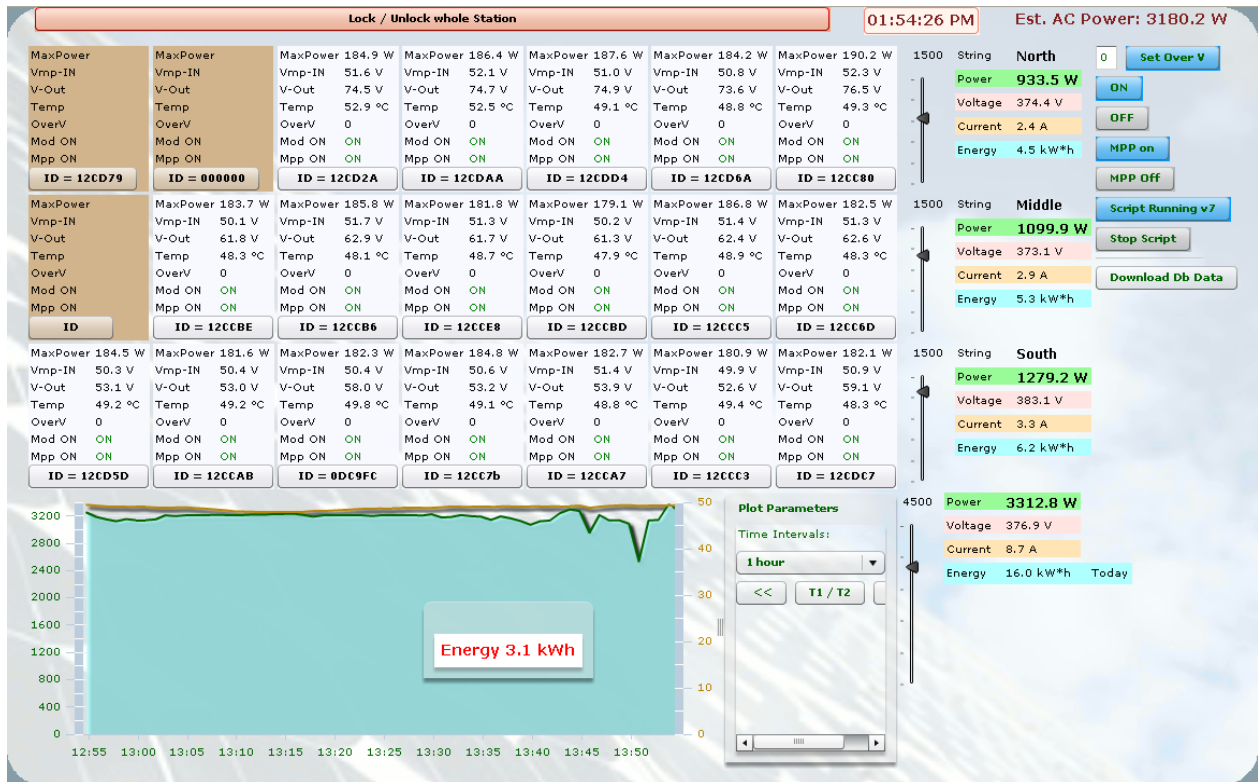 Lock / Unlock whole Station
01:54:26 PM
Est. AC Power: 3180.2 W
MaxPower MaxPower MaxPower 184.9 W MaxPower 186.4 W MaxPower 187.6 W MaxPower 184.2 W MaxPower 190.2 W
Vmp-IN Vmp-IN Vmp-IN 51.6 V Vmp-IN 52.1 V Vmp-IN 51.0 V Vmp-IN 50.8 V Vmp-IN 52.3 V
V-Out V-Out V-Out 74.5 V V-Out 74.7 V V-Out 74.9 V V-Out 73.6 V V-Out 76.5 V
Temp Temp Temp 52.9 ºC Temp 52.5 ºC Temp 49.1 ºC Temp 48.8 ºC Temp 49.3 ºC
OverV OverV OverV 0 OverV 0 OverV 0 OverV 0 OverV 0
Mod ON Mod ON Mod ON ON Mod ON ON Mod ON ON Mod ON ON Mod ON ON
Mpp ON Mpp ON Mpp ON ON Mpp ON ON Mpp ON ON Mpp ON ON Mpp ON ON
ID = 12CD79 ID = 000000 ID = 12CD2A ID = 12CDAA ID = 12CDD4 ID = 12CD6A ID = 12CC80
1500 String North
Power 933.5 W
Voltage 374.4 V
Current 2.4 A
Energy 4.5 kW*h
0 Set Over V
ON
OFF
MPP on
MPP Off
Script Running v7
Stop Script
Download Db Data
MaxPower MaxPower 183.7 W MaxPower 185.8 W MaxPower 181.8 W MaxPower 179.1 W MaxPower 186.8 W MaxPower 182.5 W
Vmp-IN Vmp-IN 50.1 V Vmp-IN 51.7 V Vmp-IN 51.3 V Vmp-IN 50.2 V Vmp-IN 51.4 V Vmp-IN 51.3 V
V-Out V-Out 61.8 V V-Out 62.9 V V-Out 61.7 V V-Out 61.3 V V-Out 62.4 V V-Out 62.6 V
Temp Temp 48.3 ºC Temp 48.1 ºC Temp 48.7 ºC Temp 47.9 ºC Temp 48.9 ºC Temp 48.3 ºC
OverV OverV 0 OverV 0 OverV 0 OverV 0 OverV 0 OverV 0
Mod ON Mod ON ON Mod ON ON Mod ON ON Mod ON ON Mod ON ON Mod ON ON
Mpp ON Mpp ON ON Mpp ON ON Mpp ON ON Mpp ON ON Mpp ON ON Mpp ON ON
ID ID = 12CCBE ID = 12CCB6 ID = 12CCE8 ID = 12CCBD ID = 12CCC5 ID = 12CC6D
1500 String Middle
Power 1099.9 W
Voltage 373.1 V
Current 2.9 A
Energy 5.3 kW*h
MaxPower 184.5 W MaxPower 181.6 W MaxPower 182.3 W MaxPower 184.8 W MaxPower 182.7 W MaxPower 180.9 W MaxPower 182.1 W
Vmp-IN 50.3 V Vmp-IN 50.4 V Vmp-IN 50.4 V Vmp-IN 50.6 V Vmp-IN 51.4 V Vmp-IN 49.9 V Vmp-IN 50.9 V
V-Out 53.1 V V-Out 53.0 V V-Out 58.5 V V-Out 53.2 V V-Out 53.9 V V-Out 52.6 V V-Out 59.1 V
Temp 49.2 ºC Temp 49.2 ºC Temp 49.8 ºC Temp 49.1 ºC Temp 48.8 ºC Temp 49.4 ºC Temp 48.3 ºC
OverV 0 OverV 0 OverV 0 OverV 0 OverV 0 OverV 0 OverV 0
Mod ON ON Mod ON ON Mod ON ON Mod ON ON Mod ON ON Mod ON ON Mod ON ON
Mpp ON ON Mpp ON ON Mpp ON ON Mpp ON ON Mpp ON ON Mpp ON ON Mpp ON ON
ID = 12CD5D ID = 12CCAB ID = 0DC9FC ID = 12CC7b ID = 12CCA7 ID = 12CCC3 ID = 12CDC7
1500 String South
Power 1279.2 W
Voltage 383.1 V
Current 3.3 A
Energy 6.2 kW*h
3200
2800
2400
2000
1600
1200
800
400
0
Energy 3.1 kWh
50
40
30
20
10
0
12:55 13:00 13:05 13:10 13:15 13:20 13:25 13:30 13:35 13:40 13:45 13:50
Plot Parameters
Time Intervals:
1 hour
<< T1 / T2
4500 Power 3312.8 W
Voltage 376.9 V
Current 8.7 A
Energy 16.0 kW*h Today